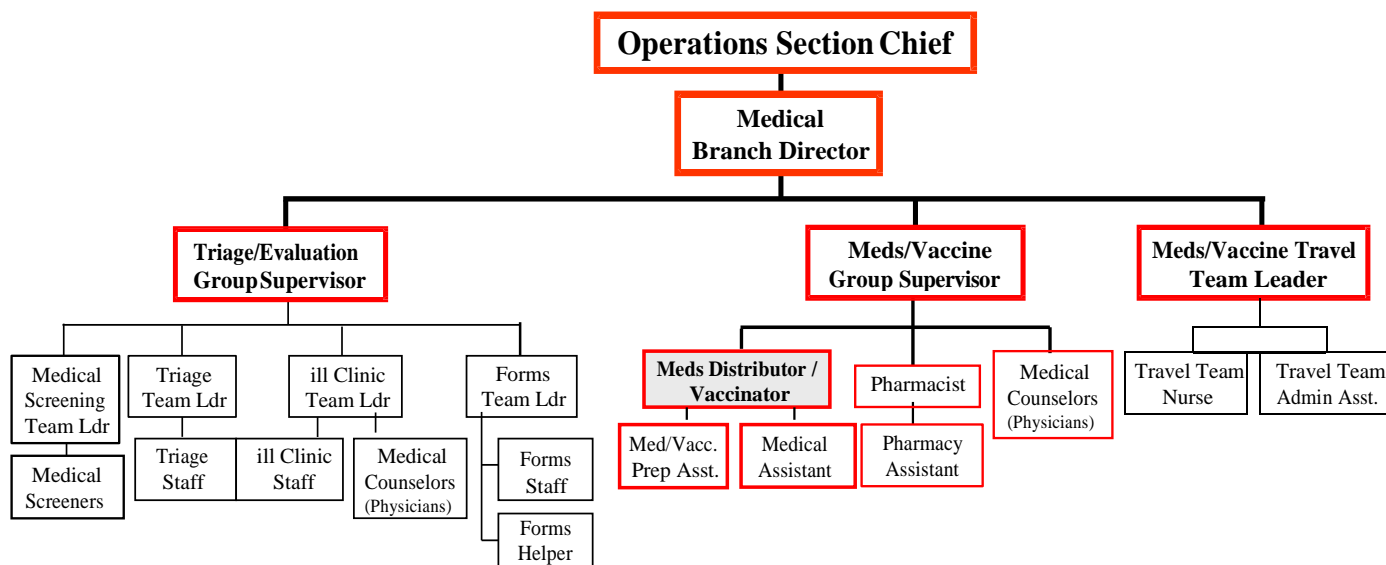 Operations Section Chief
Medical
Branch Director
Triage/Evaluation
Group Supervisor
Meds/Vaccine
Group Supervisor
Meds/Vaccine Travel
Team Leader
Medical
Screening
Team Ldr
Triage
Team Ldr
ill Clinic
Team Ldr
Forms
Team Ldr
Meds Distributor /
Vaccinator
Pharmacist
Medical
Counselors
(Physicians)
Travel Team
Nurse
Travel Team
Admin Asst.
Medical
Screeners
Triage
Staff
ill Clinic
Staff
Medical
Counselors
(Physicians)
Forms
Staff
Forms
Helper
Med/Vacc.
Prep Asst.
Medical
Assistant
Pharmacy
Assistant